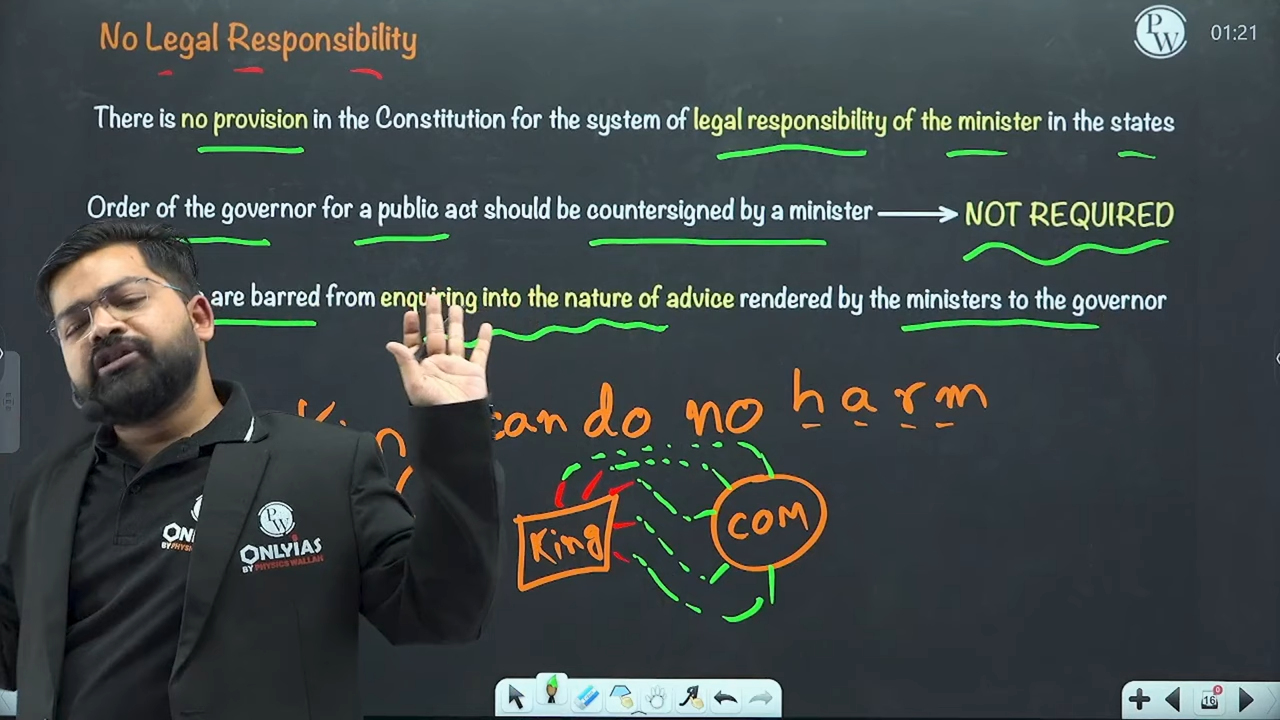 No Legal Responsibility
PW
01:21
There is no provision in the Constitution for the system of legal responsibility of the minister in the states
Order of the governor for a public act should be countersigned by a minister → NOT REQUIRED
are barred from enquiring into the nature of advice rendered by the ministers to the governor
can do no harm
King
COM
PW
ONLYIAS
BY PHYSICS WALLAH
16